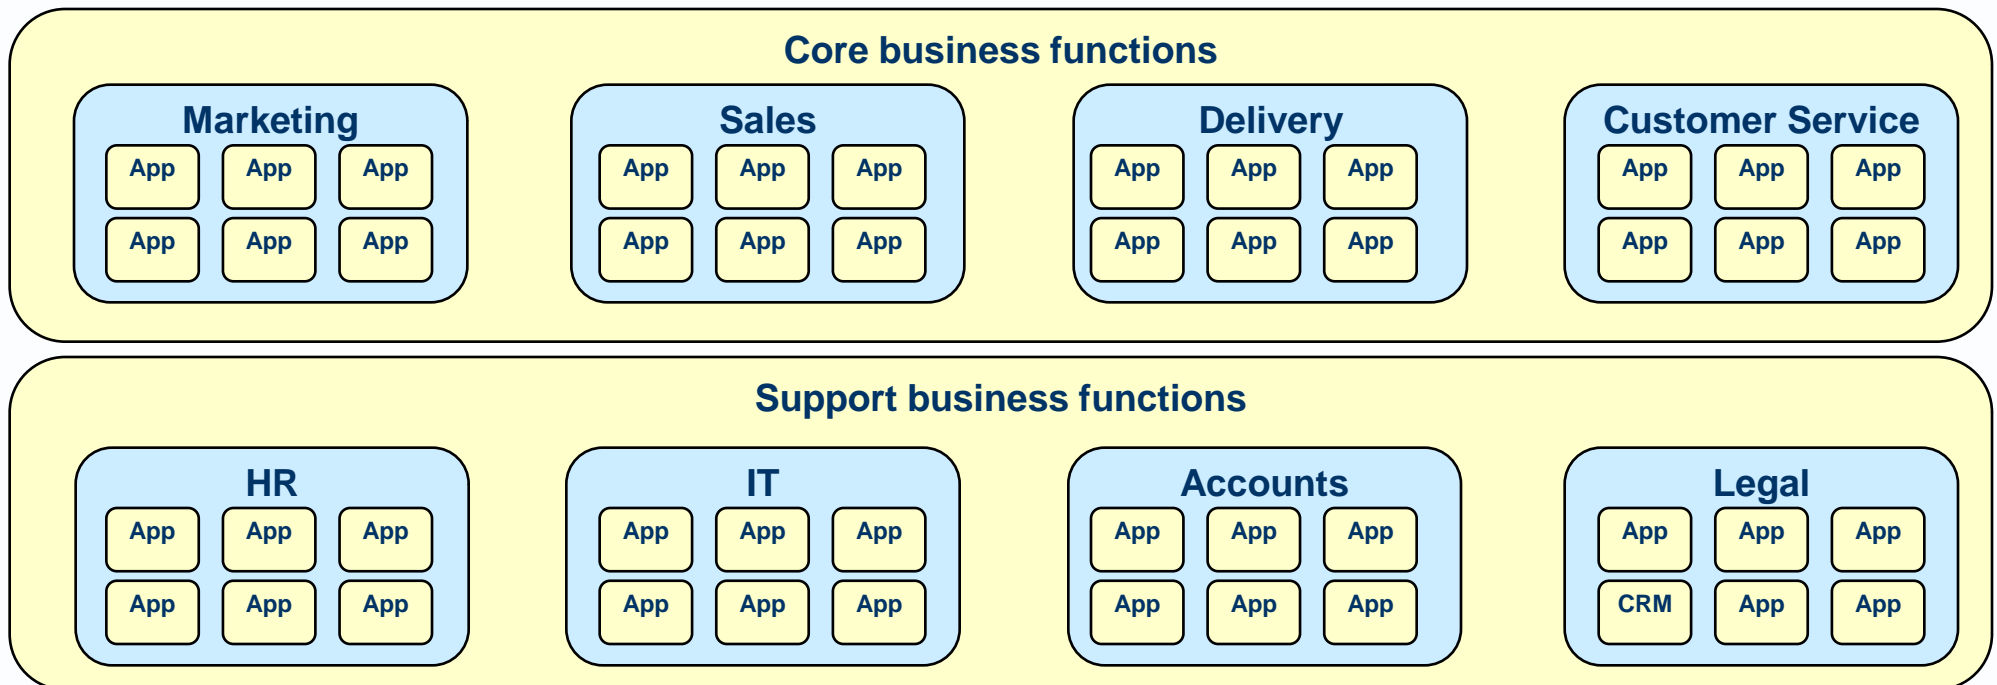 Core business functions
Marketing
App App App
App App App
Sales
App App App
App App App
Delivery
App App App
App App App
Customer Service
App App App
App App App
Support business functions
HR
App App App
App App App
IT
App App App
App App App
Accounts
App App App
App App App
Legal
App App App
CRM App App